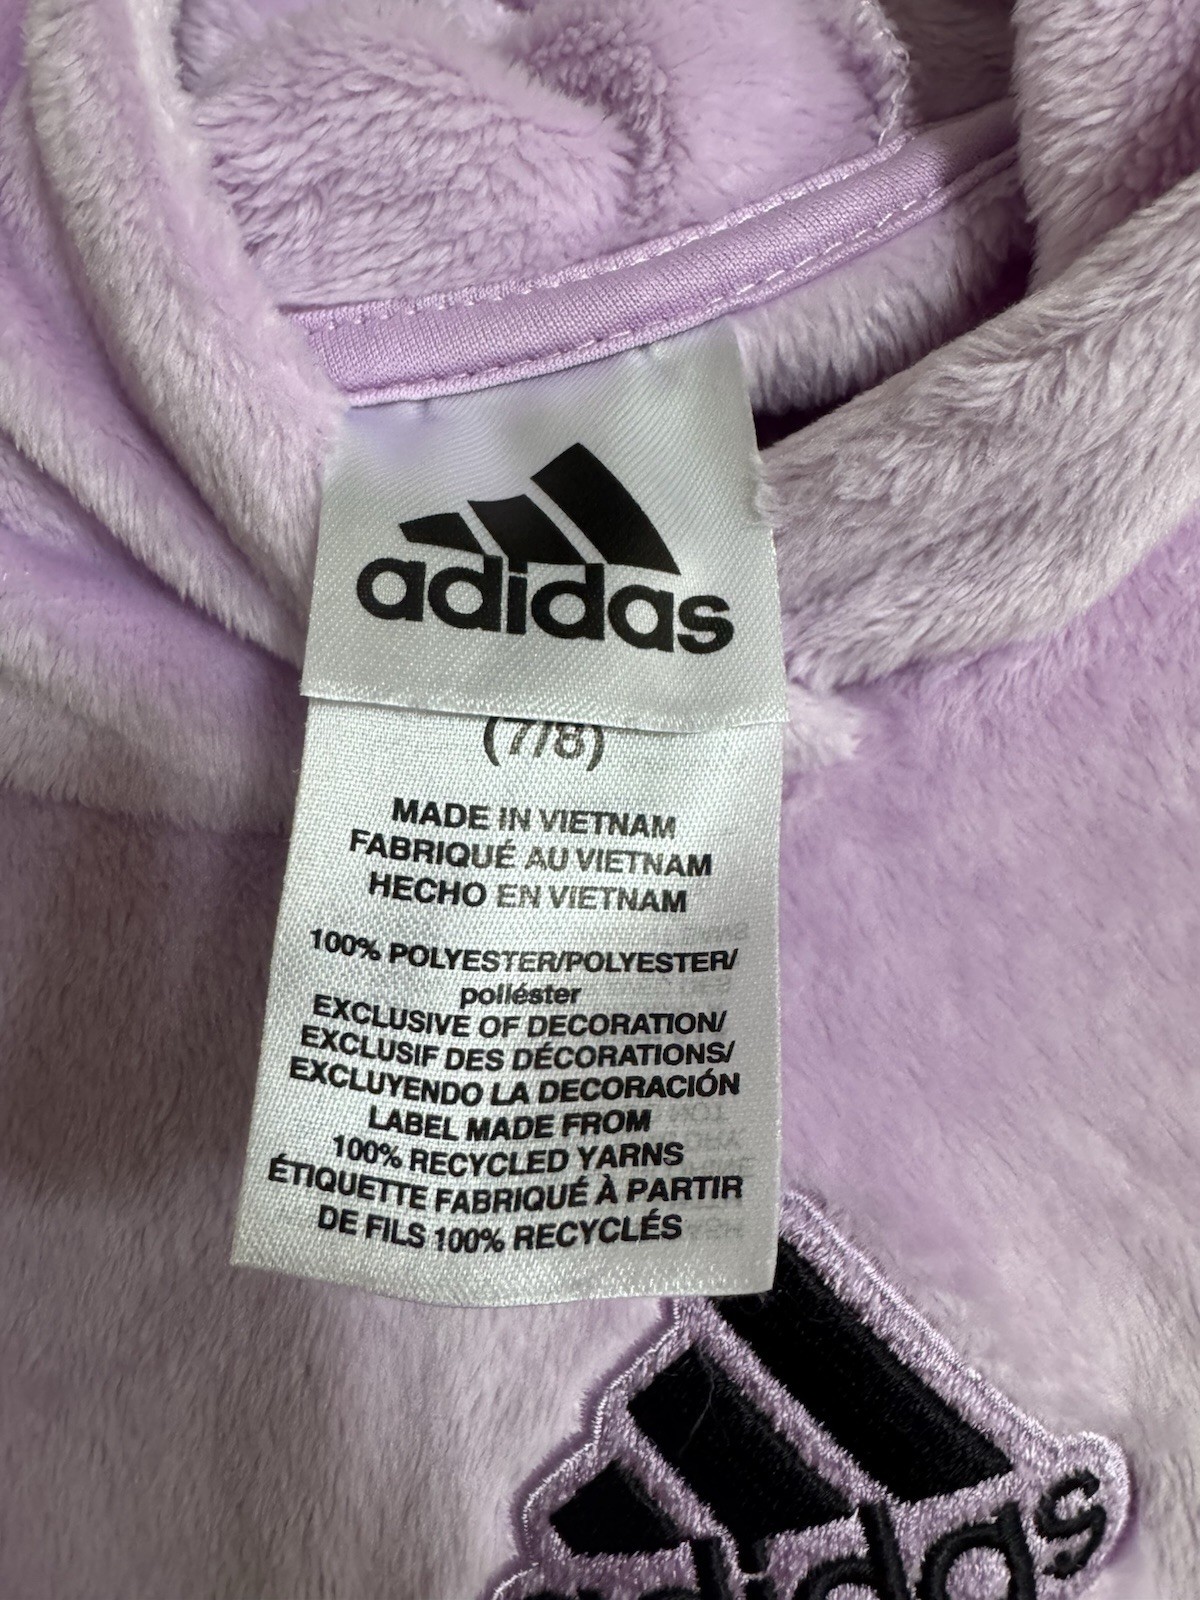 adidas
(7/8)
MADE IN VIETNAM
FABRIQUÉ AU VIETNAM
HECHO EN VIETNAM
100% POLYESTER/POLYESTER/
poliéster
EXCLUSIVE OF DECORATION/
EXCLUSIF DES DÉCORATIONS/
EXCLUYENDO LA DECORACIÓN
LABEL MADE FROM
100% RECYCLED YARNS
ÉTIQUETTE FABRIQUÉ À PARTIR
DE FILS 100% RECYCLÉS
adidas